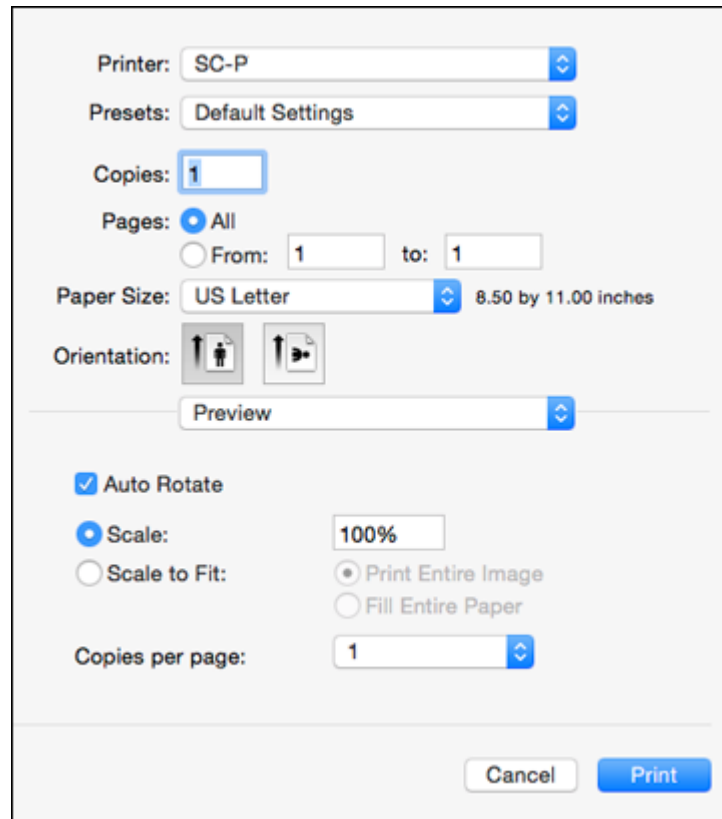 Printer: SC-P
Presets: Default Settings
Copies: 1
Pages: All
From: 1 to: 1
Paper Size: US Letter 8.50 by 11.00 inches
Orientation:
Preview
Auto Rotate
Scale: 100%
Scale to Fit: Print Entire Image
Fill Entire Paper
Copies per page: 1
Cancel Print